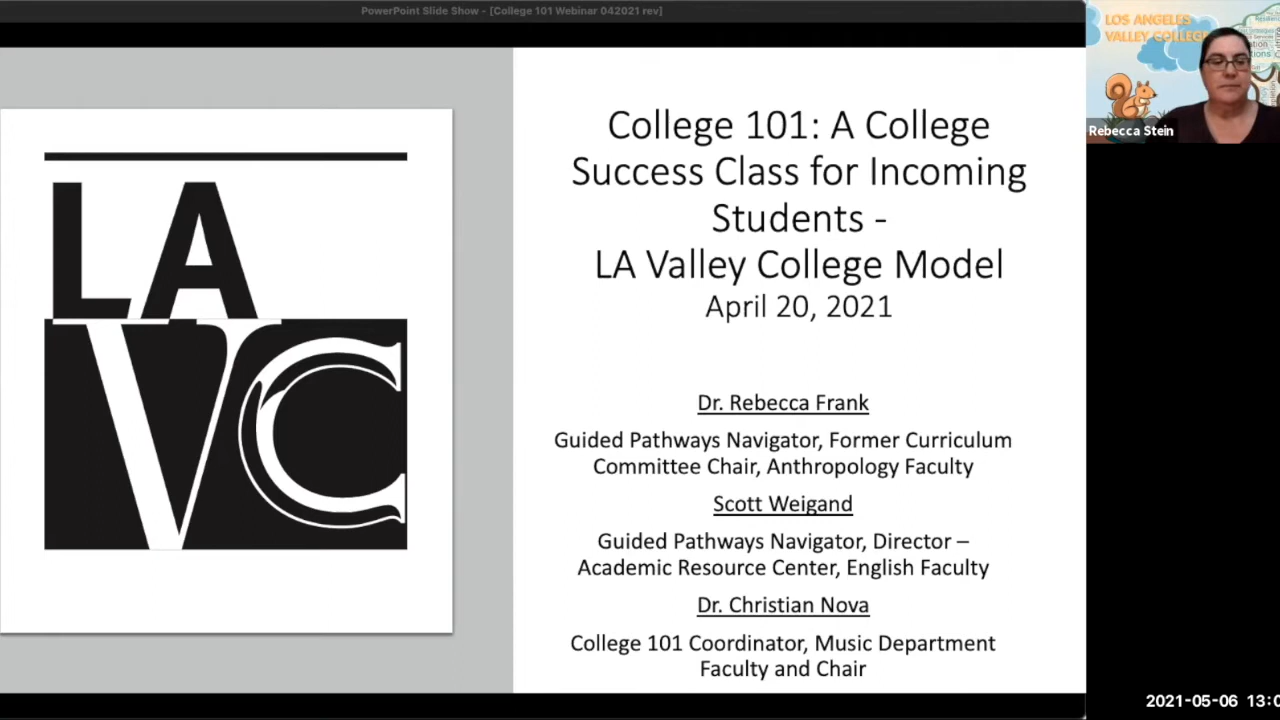 PowerPoint Slide Show - [College 101 Webinar 042021 rev]
LOS ANGELES
VALLEY COLLEGE
Rebecca Stein
LA
VC
College 101: A College
Success Class for Incoming
Students -
LA Valley College Model
April 20, 2021
Dr. Rebecca Frank
Guided Pathways Navigator, Former Curriculum
Committee Chair, Anthropology Faculty
Scott Weigand
Guided Pathways Navigator, Director –
Academic Resource Center, English Faculty
Dr. Christian Nova
College 101 Coordinator, Music Department
Faculty and Chair
2021-05-06 13:0